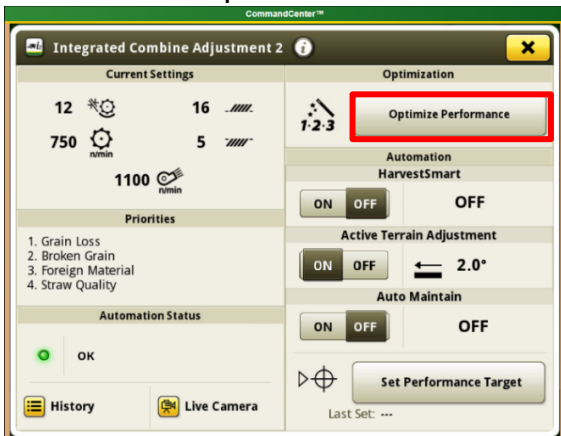 CommandCenter™
Integrated Combine Adjustment 2 i
Current Settings
12
16
750 n/min
5
1100 n/min
Priorities
1. Grain Loss
2. Broken Grain
3. Foreign Material
4. Straw Quality
Automation Status
OK
History
Live Camera
Optimization
1·2·3
Optimize Performance
Automation
HarvestSmart
ON OFF OFF
Active Terrain Adjustment
ON OFF 2.0°
Auto Maintain
ON OFF OFF
Set Performance Target
Last Set: ---